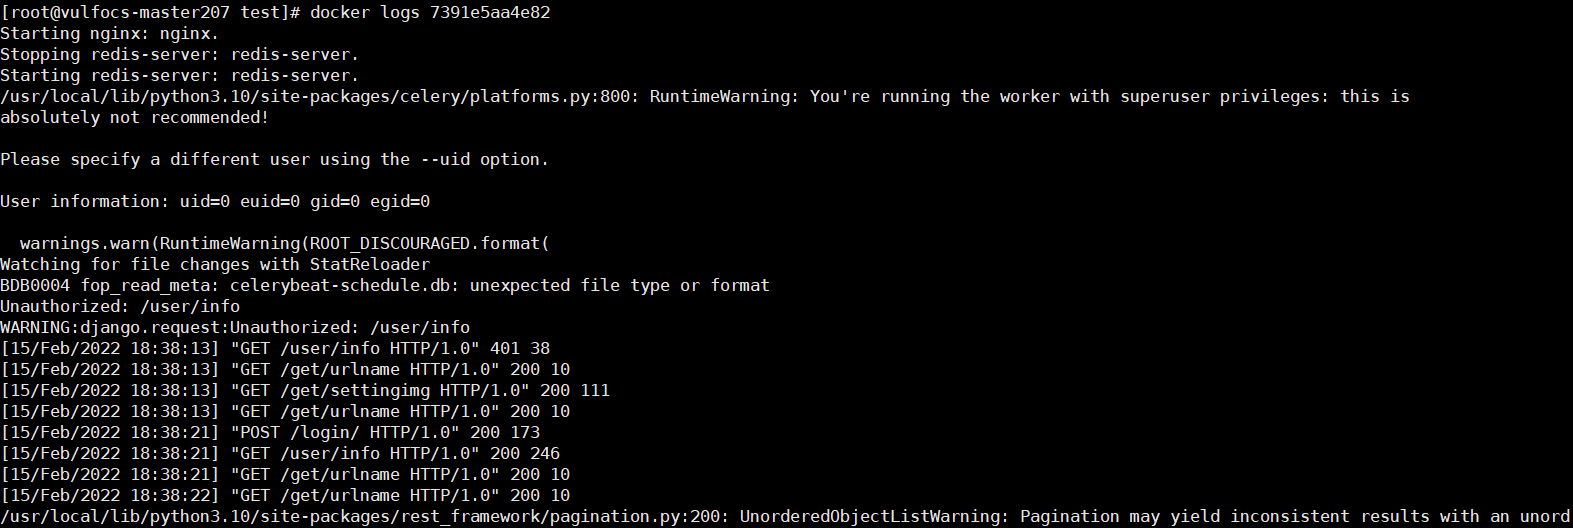 [root@vulfocs-master207 test]# docker logs 7391e5aa4e82
Starting nginx: nginx.
Stopping redis-server: redis-server.
Starting redis-server: redis-server.
/usr/local/lib/python3.10/site-packages/celery/platforms.py:800: RuntimeWarning: You're running the worker with superuser privileges: this is
absolutely not recommended!
Please specify a different user using the --uid option.
User information: uid=0 euid=0 gid=0 egid=0
warnings.warn(RuntimeWarning(ROOT_DISCOURAGED.format(
Watching for file changes with StatReloader
BDB0004 fop_read_meta: celerybeat-schedule.db: unexpected file type or format
Unauthorized: /user/info
WARNING:django.request:Unauthorized: /user/info
[15/Feb/2022 18:38:13] "GET /user/info HTTP/1.0" 401 38
[15/Feb/2022 18:38:13] "GET /get/urlname HTTP/1.0" 200 10
[15/Feb/2022 18:38:13] "GET /get/settingimg HTTP/1.0" 200 111
[15/Feb/2022 18:38:13] "GET /get/urlname HTTP/1.0" 200 10
[15/Feb/2022 18:38:21] "POST /login/ HTTP/1.0" 200 173
[15/Feb/2022 18:38:21] "GET /user/info HTTP/1.0" 200 246
[15/Feb/2022 18:38:21] "GET /get/urlname HTTP/1.0" 200 10
[15/Feb/2022 18:38:22] "GET /get/urlname HTTP/1.0" 200 10
/usr/local/lib/python3.10/site-packages/rest_framework/pagination.py:200: UnorderedObjectListWarning: Pagination may yield inconsistent results with an unord